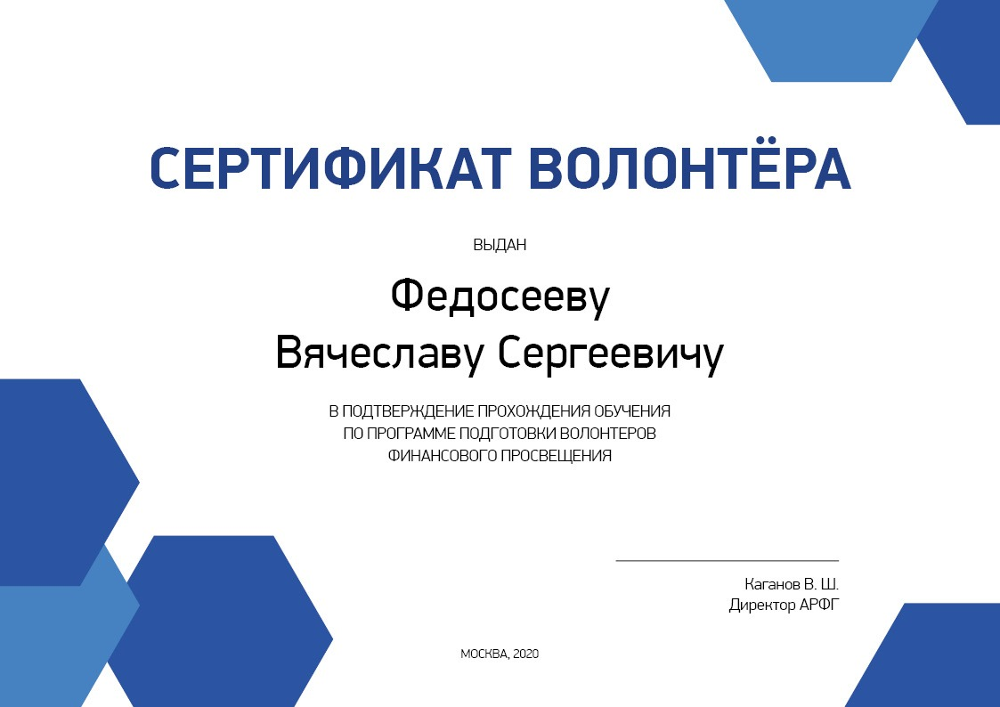 СЕРТИФИКАТ ВОЛОНТЁРА
ВЫДАН
Федосееву
Вячеславу Сергеевичу
В ПОДТВЕРЖДЕНИЕ ПРОХОЖДЕНИЯ ОБУЧЕНИЯ
ПО ПРОГРАММЕ ПОДГОТОВКИ ВОЛОНТЕРОВ
ФИНАНСОВОГО ПРОСВЕЩЕНИЯ
Каганов В. Ш.
Директор АРФГ
МОСКВА, 2020